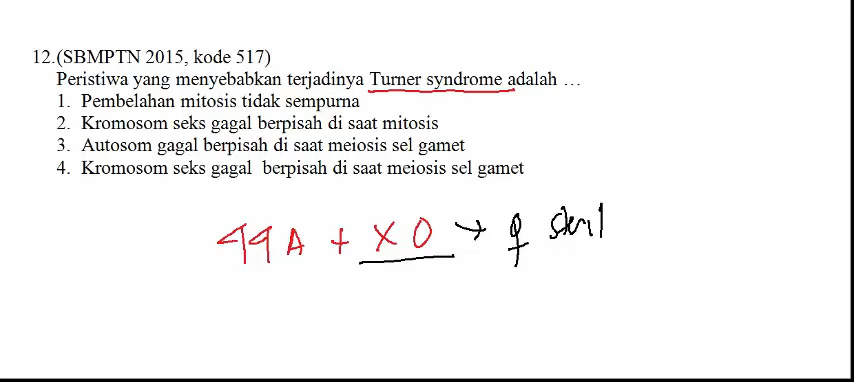 12.(SBMPTN 2015, kode 517)
Peristiwa yang menyebabkan terjadinya Turner syndrome adalah …
1. Pembelahan mitosis tidak sempurna
2. Kromosom seks gagal berpisah di saat mitosis
3. Autosom gagal berpisah di saat meiosis sel gamet
4. Kromosom seks gagal berpisah di saat meiosis sel gamet
44A + XO → ♀ steril